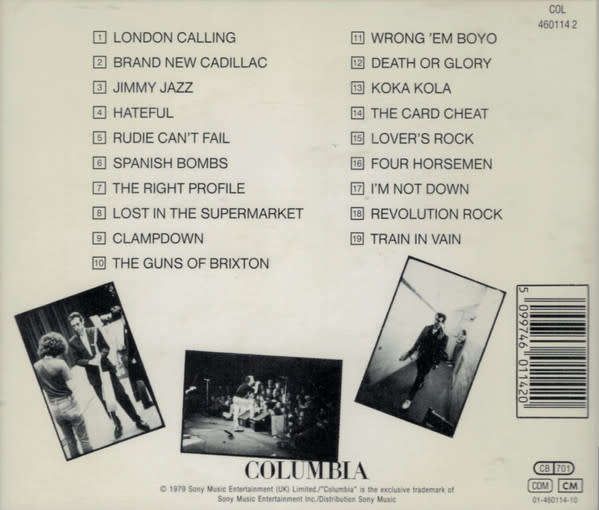 COL
460114 2
1 LONDON CALLING
2 BRAND NEW CADILLAC
3 JIMMY JAZZ
4 HATEFUL
5 RUDIE CAN'T FAIL
6 SPANISH BOMBS
7 THE RIGHT PROFILE
8 LOST IN THE SUPERMARKET
9 CLAMPDOWN
10 THE GUNS OF BRIXTON
11 WRONG 'EM BOYO
12 DEATH OR GLORY
13 KOKA KOLA
14 THE CARD CHEAT
15 LOVER'S ROCK
16 FOUR HORSEMEN
17 I'M NOT DOWN
18 REVOLUTION ROCK
19 TRAIN IN VAIN
5 099746 011420
COLUMBIA
© 1979 Sony Music Entertainment (UK) Limited./"Columbia" is the exclusive trademark of
Sony Music Entertainment Inc./Distribution Sony Music
CB 701
CDM CM
01-460114-10